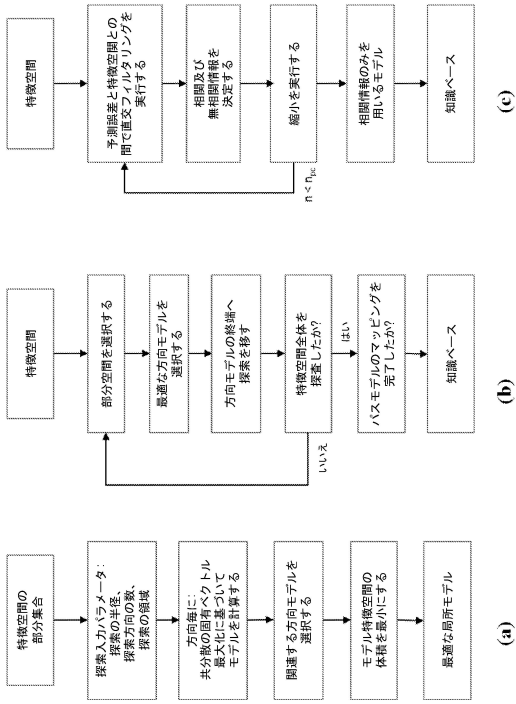 特徴空間の
部分集合
探索入力パラメータ：
探索の半径、
探索方向の数、
探索の領域
方向毎に：
共分散の固有ベクトル
最大化に基づいて
モデルを計算する
関連する方向モデルを
選択する
モデル特徴空間の
体積を最小にする
最適な局所モデル
(a)
特徴空間
部分空間を選択する
最適な方向モデルを
選択する
方向モデルの終端へ
探索を移す
特徴空間全体を
探査したか?
いいえ
はい
パスモデルのマッピングを
完了したか?
知識ベース
(b)
特徴空間
予測誤差と特徴空間との
間で直交フィルタリングを
実行する
相関及び
無相関情報を
決定する
縮小を実行する
n < npc
相関情報のみを
用いるモデル
知識ベース
(c)